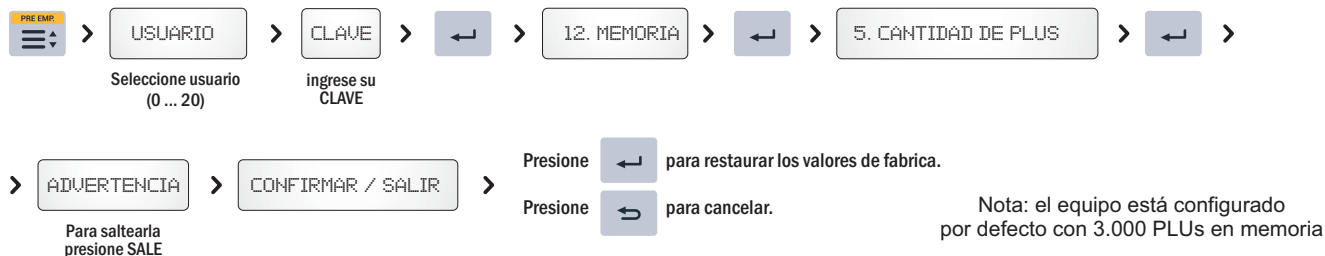 PRE EMP.
USUARIO
CLAVE
12. MEMORIA
5. CANTIDAD DE PLUS
Seleccione usuario
(0 ... 20)
ingrese su
CLAVE
ADVERTENCIA
CONFIRMAR / SALIR
Para saltearla
presione SALE
Presione para restaurar los valores de fabrica.
Presione para cancelar.
Nota: el equipo está configurado
por defecto con 3.000 PLUs en memoria